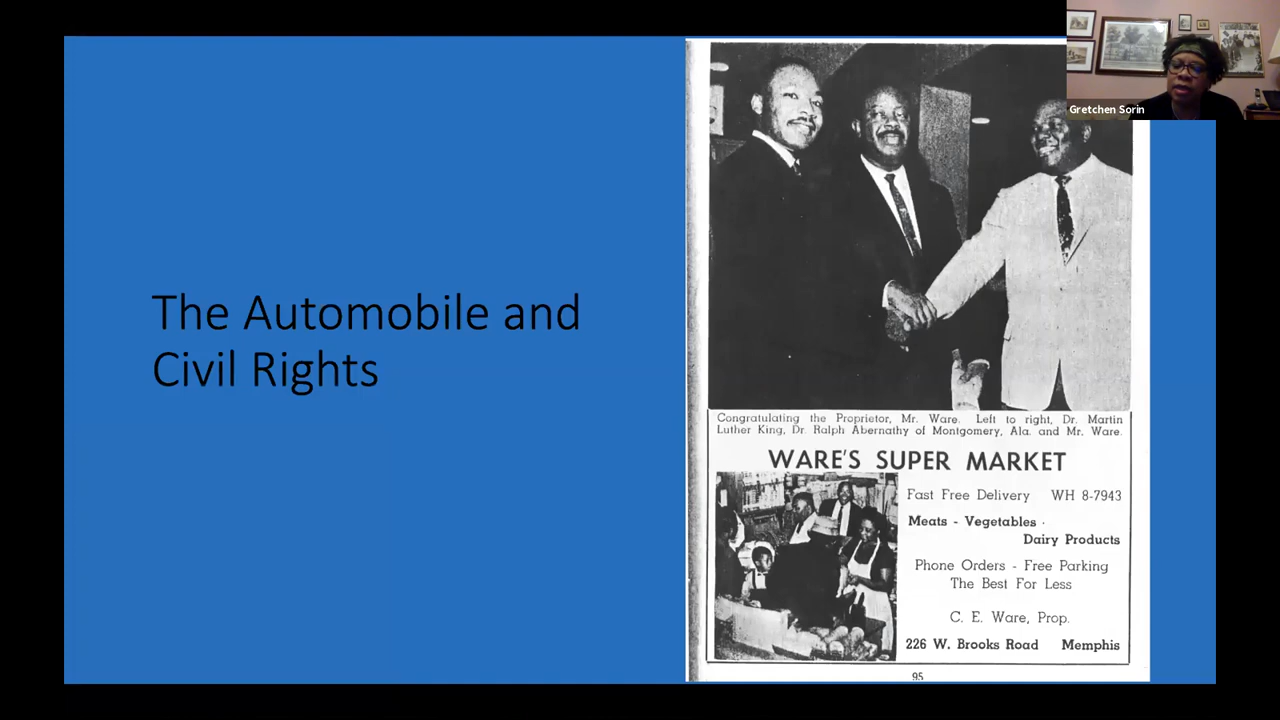 Gretchen Sorin
The Automobile and
Civil Rights
Congratulating the Proprietor, Mr. Ware. Left to right, Dr. Martin
Luther King, Dr. Ralph Abernathy of Montgomery, Ala. and Mr. Ware.
WARE'S SUPER MARKET
Fast Free Delivery WH 8-7943
Meats - Vegetables -
Dairy Products
Phone Orders - Free Parking
The Best For Less
C. E. Ware, Prop.
226 W. Brooks Road Memphis
95